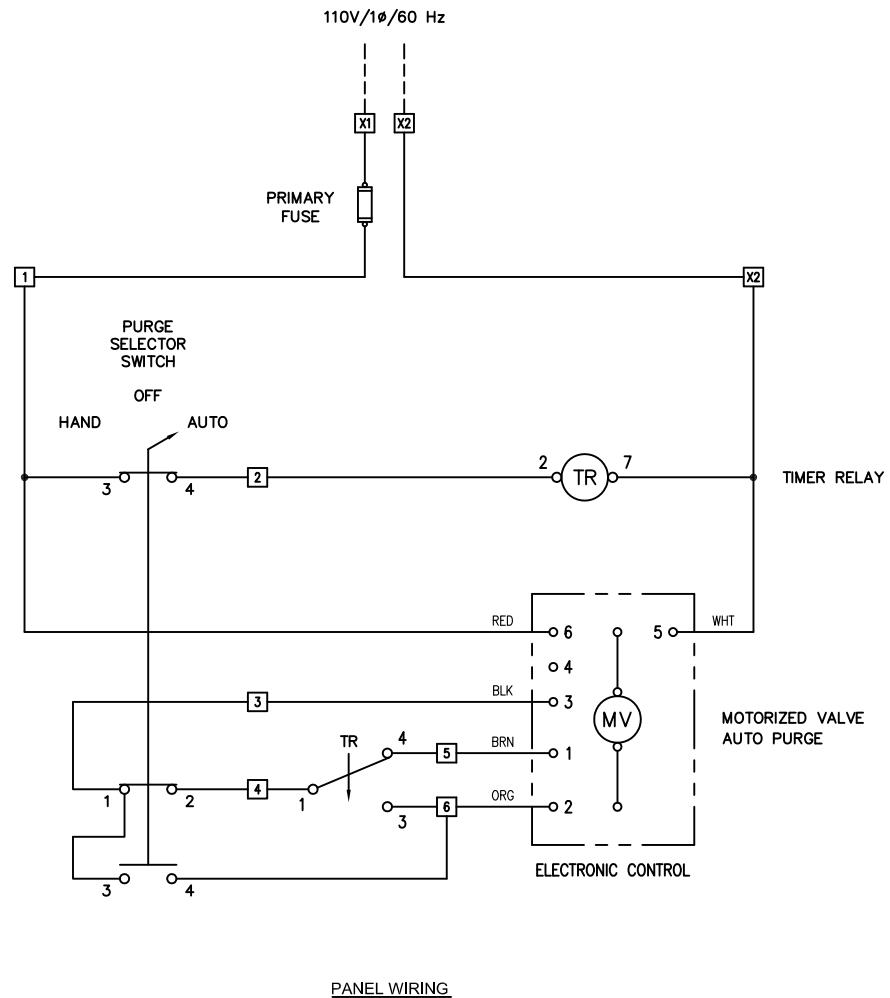 110V/1ø/60 Hz
X1
X2
PRIMARY
FUSE
1
X2
PURGE
SELECTOR
SWITCH
OFF
HAND
AUTO
3
4
2
2
TR
7
TIMER RELAY
RED
6
5
WHT
4
3
BLK
3
MV
MOTORIZED VALVE
AUTO PURGE
TR
4
5
BRN
1
1
2
4
1
3
6
ORG
2
3
4
ELECTRONIC CONTROL
PANEL WIRING